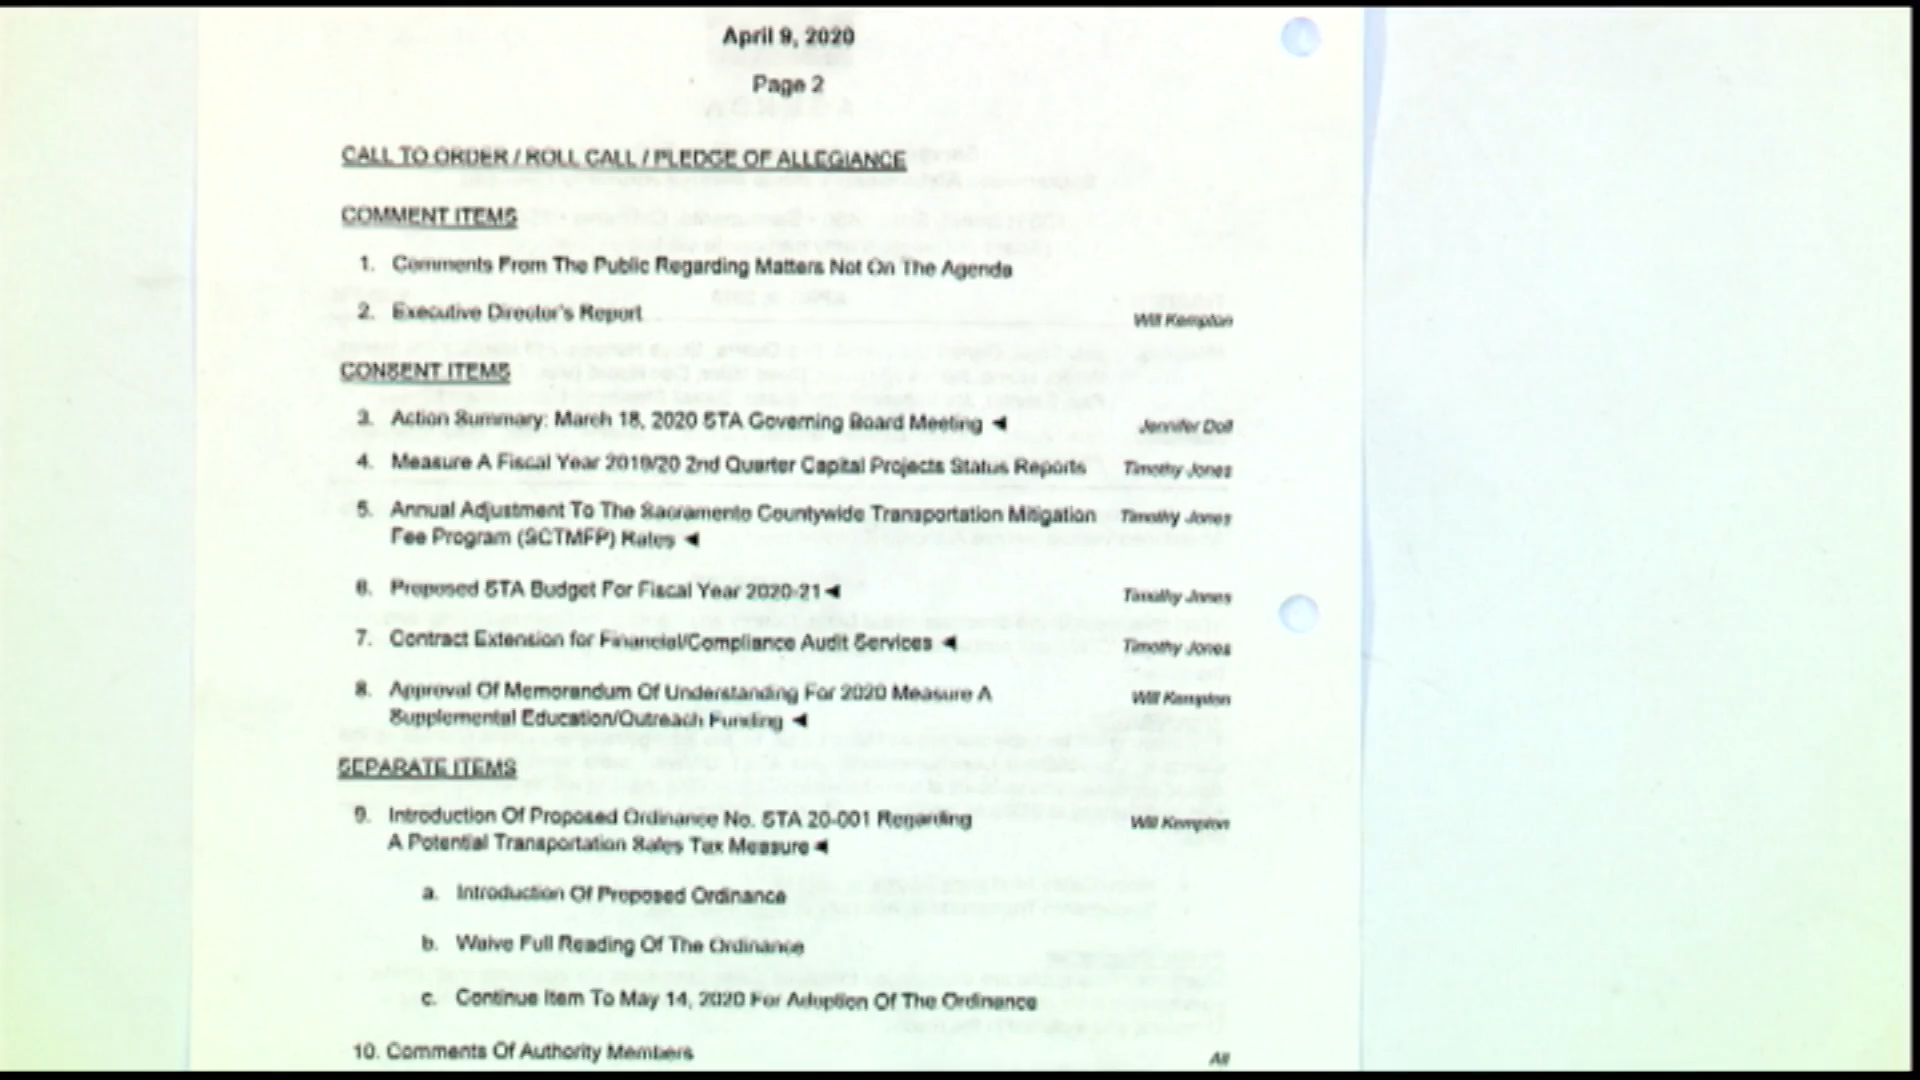 April 9, 2020
Page 2
CALL TO ORDER / ROLL CALL / PLEDGE OF ALLEGIANCE
COMMENT ITEMS
1. Comments From The Public Regarding Matters Not On The Agenda
2. Executive Director's Report Will Kempton
CONSENT ITEMS
3. Action Summary: March 18, 2020 STA Governing Board Meeting ◄ Jennifer Doll
4. Measure A Fiscal Year 2019/20 2nd Quarter Capital Projects Status Reports Timothy Jones
5. Annual Adjustment To The Sacramento Countywide Transportation Mitigation Timothy Jones
Fee Program (SCTMFP) Rates ◄
6. Proposed STA Budget For Fiscal Year 2020-21 ◄ Timothy Jones
7. Contract Extension for Financial/Compliance Audit Services ◄ Timothy Jones
8. Approval Of Memorandum Of Understanding For 2020 Measure A Will Kempton
Supplemental Education/Outreach Funding ◄
SEPARATE ITEMS
9. Introduction Of Proposed Ordinance No. STA 20-001 Regarding Will Kempton
A Potential Transportation Sales Tax Measure ◄
a. Introduction Of Proposed Ordinance
b. Waive Full Reading Of The Ordinance
c. Continue Item To May 14, 2020 For Adoption Of The Ordinance
10. Comments Of Authority Members All